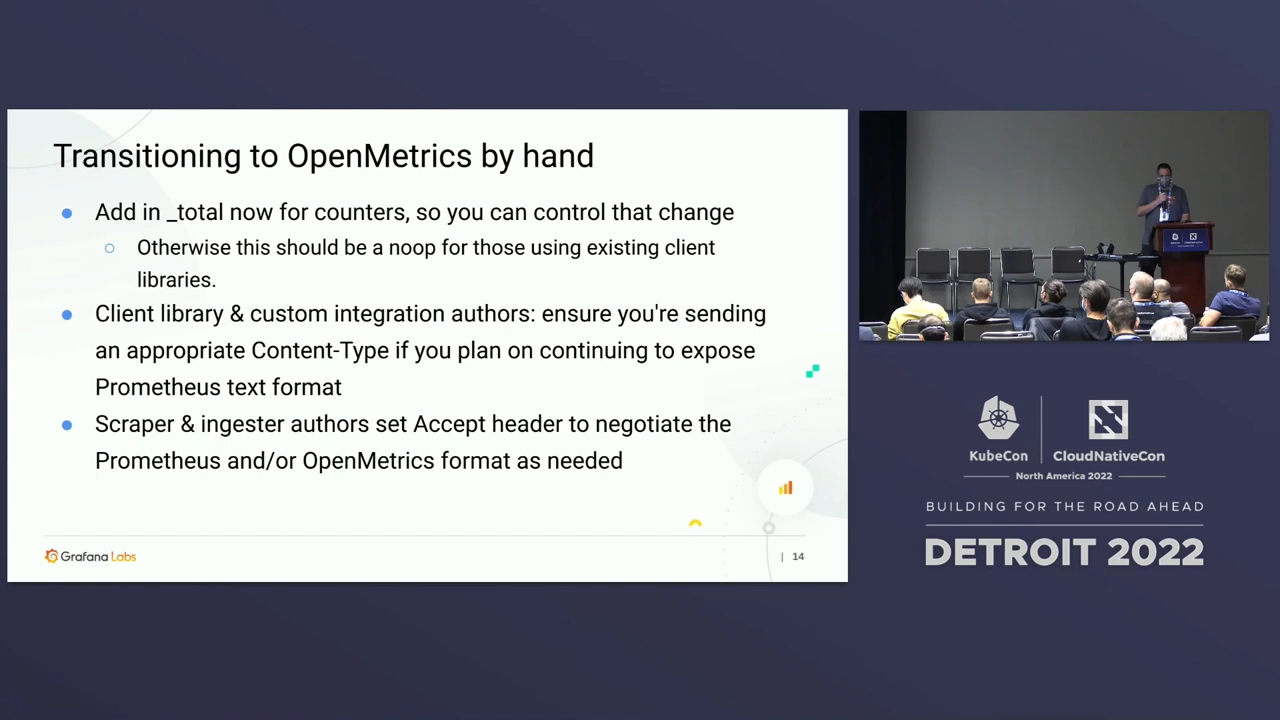 Transitioning to OpenMetrics by hand
● Add in _total now for counters, so you can control that change
○ Otherwise this should be a noop for those using existing client
libraries.
● Client library & custom integration authors: ensure you're sending
an appropriate Content-Type if you plan on continuing to expose
Prometheus text format
● Scraper & ingester authors set Accept header to negotiate the
Prometheus and/or OpenMetrics format as needed
Grafana Labs
| 14
KubeCon
CloudNativeCon
North America 2022
BUILDING FOR THE ROAD AHEAD
DETROIT 2022